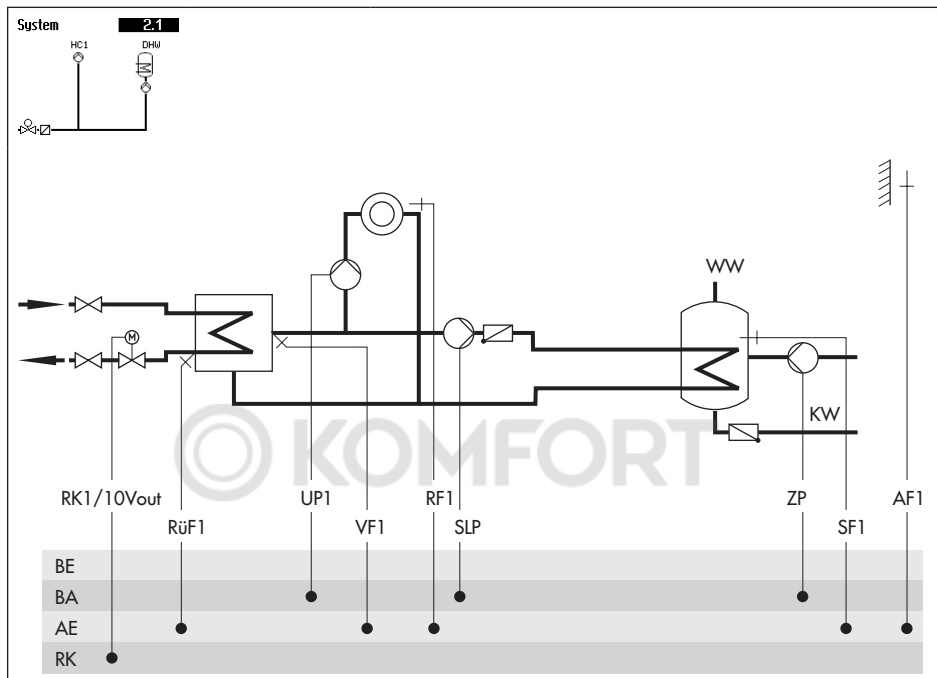 System 2.1
HC1 DHW
WW
M
KW
KOMFORT
RK1/10Vout UP1 RF1 ZP AF1
RüF1 VF1 SLP SF1
BE
BA
AE
RK